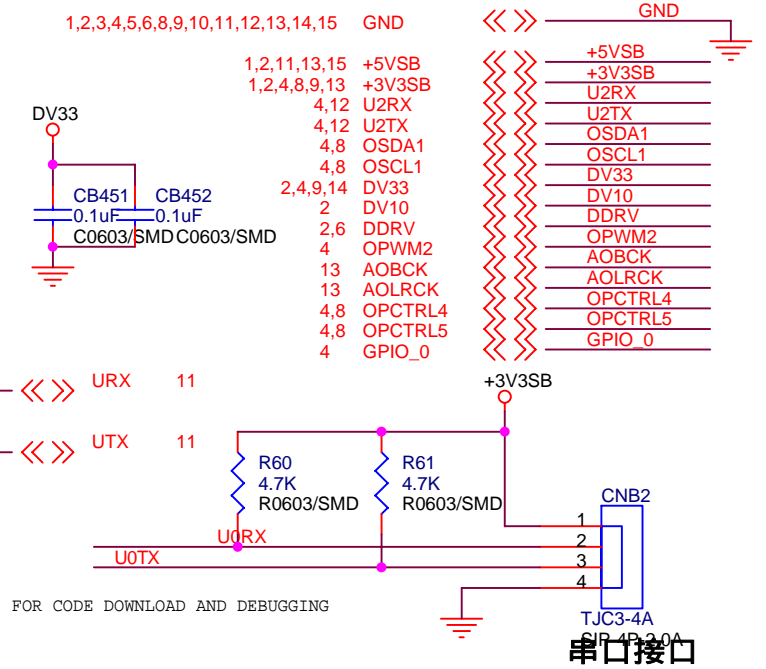 1,2,3,4,5,6,8,9,10,11,12,13,14,15 GND GND
1,2,11,13,15 +5VSB +5VSB
1,2,4,8,9,13 +3V3SB +3V3SB
4,12 U2RX U2RX
4,12 U2TX U2TX
4,8 OSDA1 OSDA1
4,8 OSCL1 OSCL1
2,4,9,14 DV33 DV33
2 DV10 DV10
2,6 DDRV DDRV
4 OPWM2 OPWM2
13 AOBCK AOBCK
13 AOLRCK AOLRCK
4,8 OPCTRL4 OPCTRL4
4,8 OPCTRL5 OPCTRL5
4 GPIO_0 GPIO_0
DV33
CB451 CB452
0.1uF 0.1uF
C0603/SMD C0603/SMD
URX 11
UTX 11
+3V3SB
R60 R61
4.7K 4.7K
R0603/SMD R0603/SMD
CNB2
1
U0RX 2
U0TX 3
4
FOR CODE DOWNLOAD AND DEBUGGING
TJC3-4A
SIP-4P-2.0A
串口接口